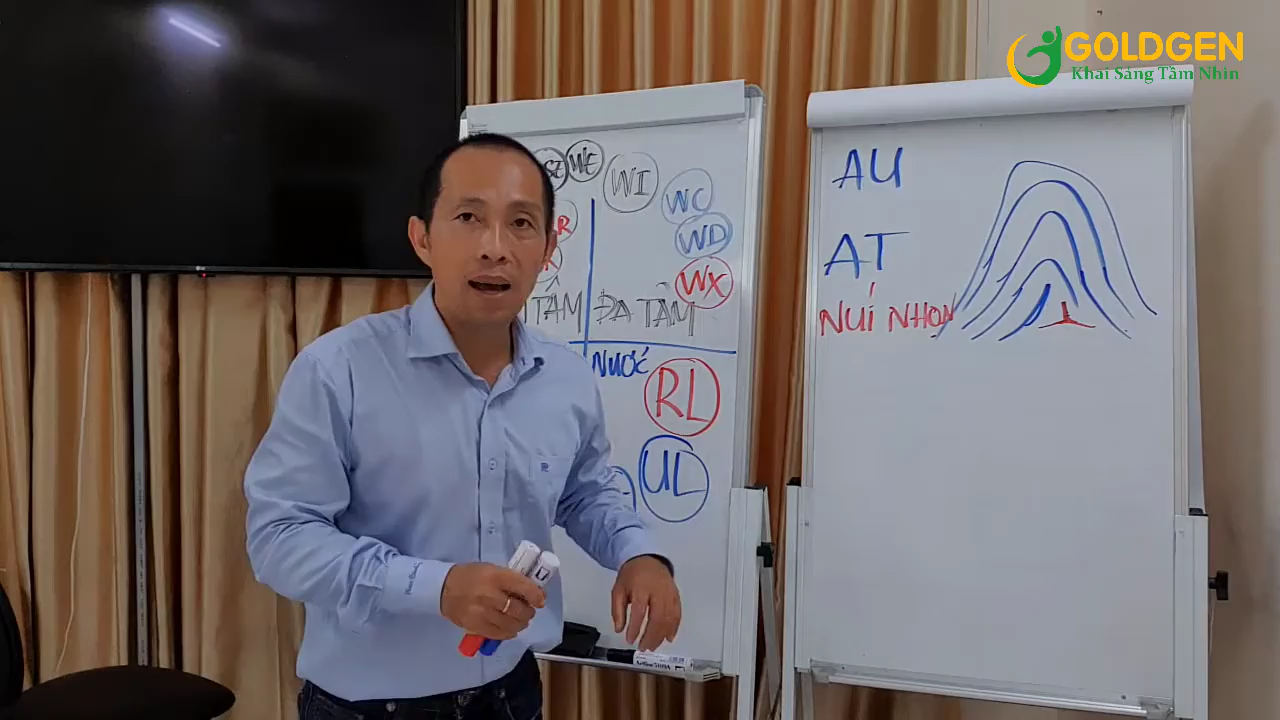 GOLDGEN
Khai Sáng Tầm Nhìn
WE
WI
WC
WD
WX
TÂM ĐA TÂM
NƯỚC
RL
UL
AU
AT
NÚI NHỌN